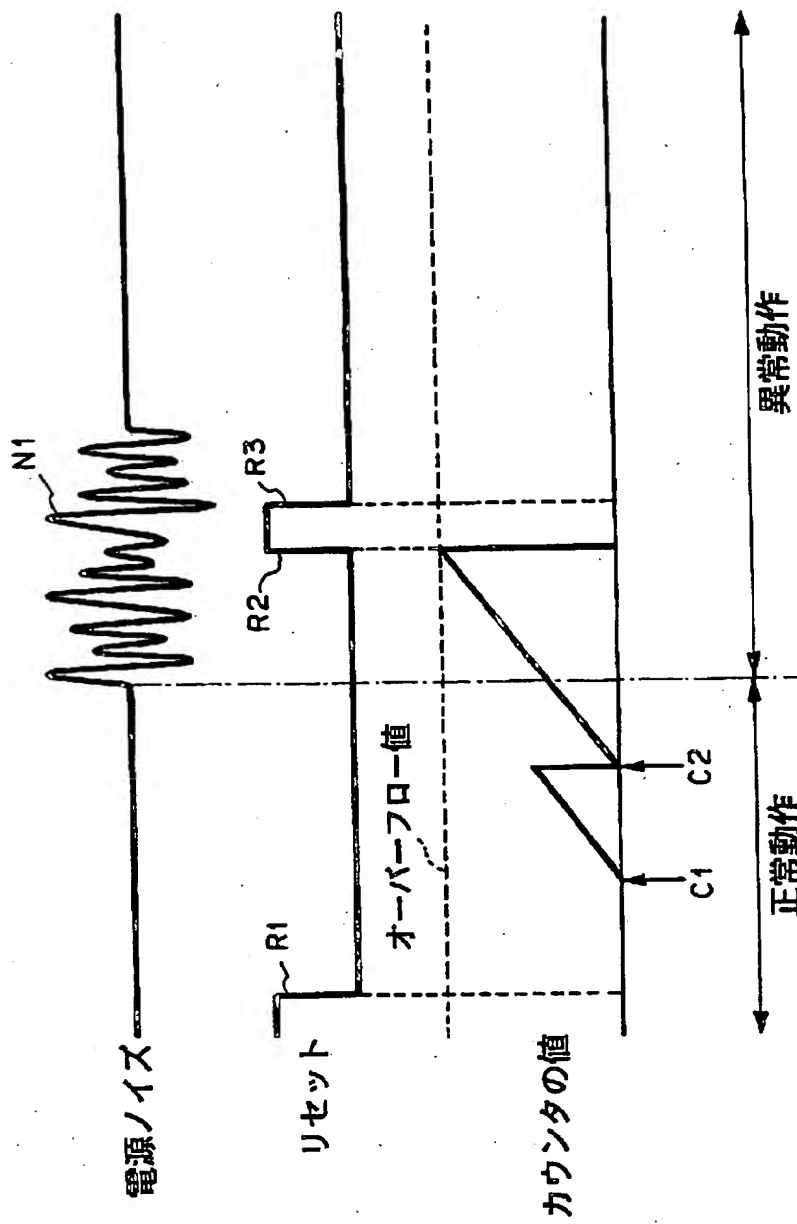 電源ノイズ
N1
リセット
R1
R2
R3
オーバーフロー値
カウンタの値
C1
C2
正常動作
異常動作